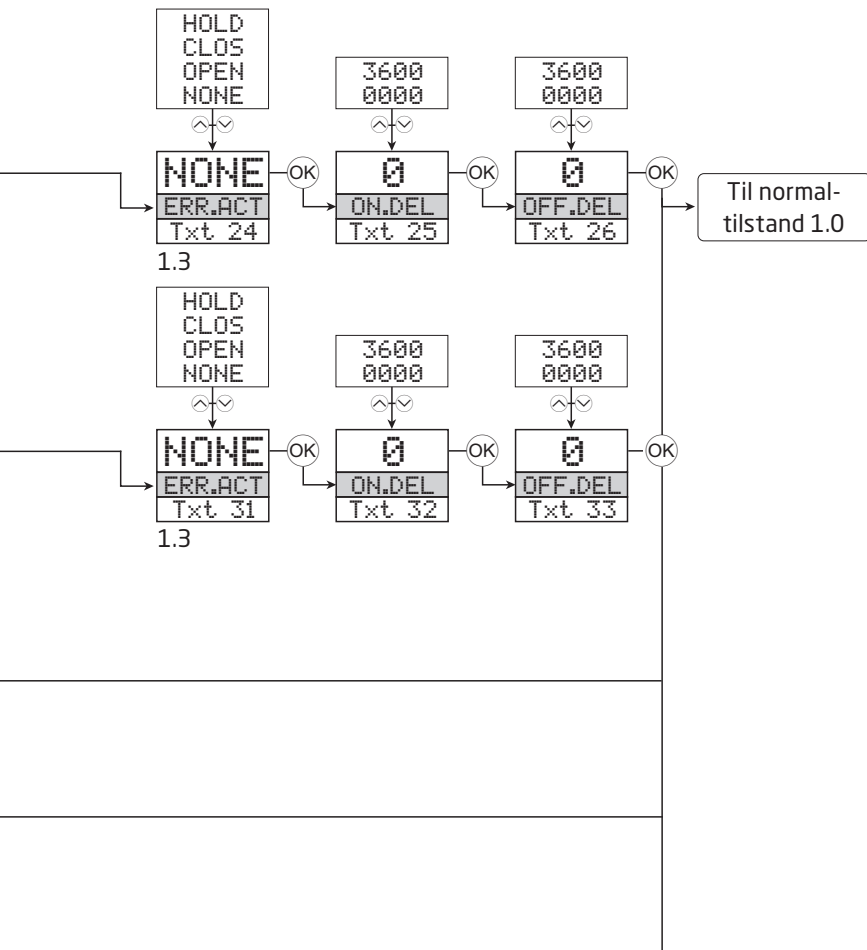 HOLD
CLOS
OPEN
NONE
3600
0000
3600
0000
NONE
OK
0
OK
0
OK
ERR.ACT
ON.DEL
OFF.DEL
Txt 24
Txt 25
Txt 26
1.3
Til normal-
tilstand 1.0
HOLD
CLOS
OPEN
NONE
3600
0000
3600
0000
NONE
OK
0
OK
0
OK
ERR.ACT
ON.DEL
OFF.DEL
Txt 31
Txt 32
Txt 33
1.3